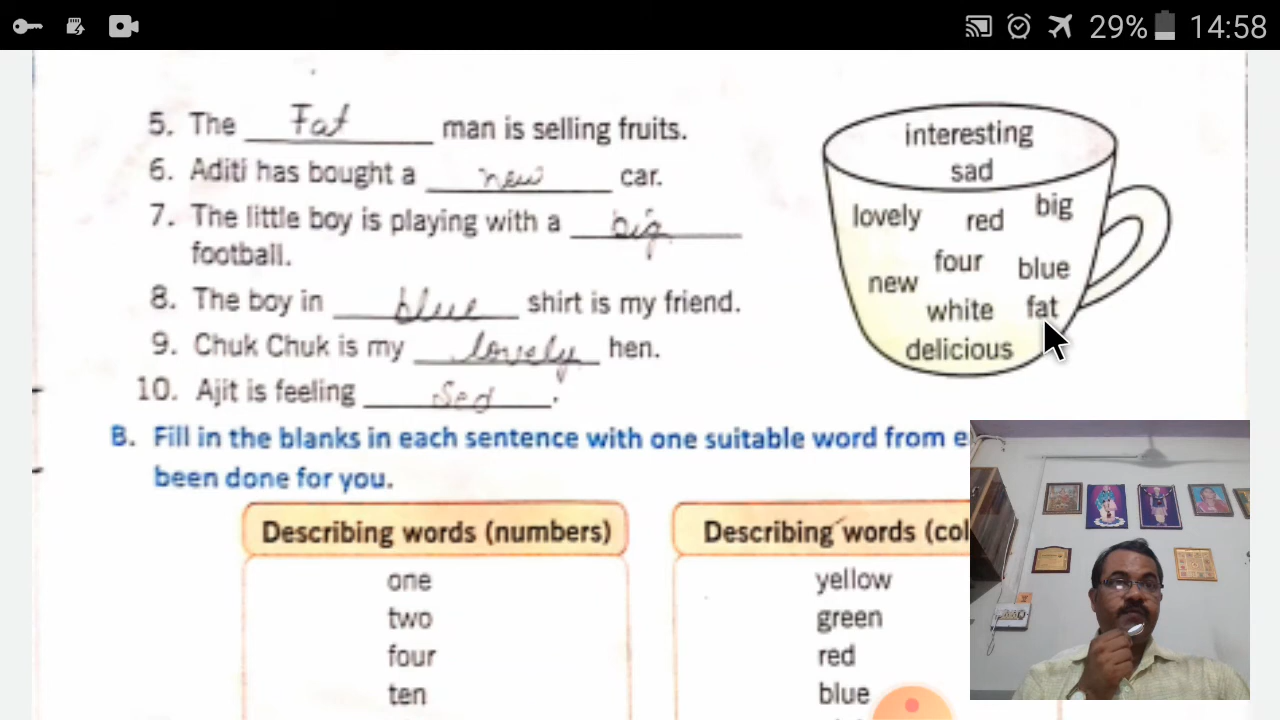 29% 14:58
5. The Fat man is selling fruits.
6. Aditi has bought a new car.
7. The little boy is playing with a big
football.
8. The boy in blue shirt is my friend.
9. Chuk Chuk is my lovely hen.
10. Ajit is feeling Sed.
interesting
sad
lovely red big
four blue
new
white fat
delicious
B. Fill in the blanks in each sentence with one suitable word from e
been done for you.
Describing words (numbers)
one
two
four
ten
Describing words (col
yellow
green
red
blue